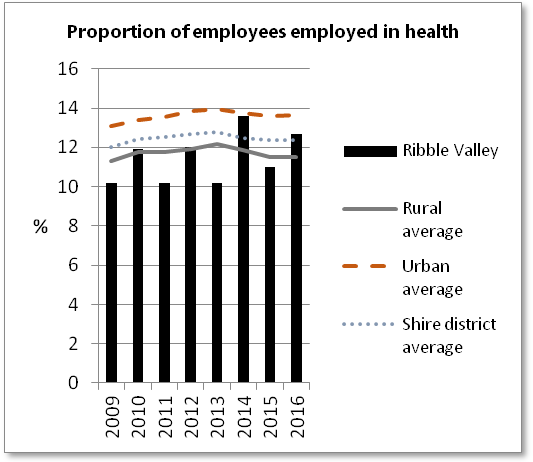 Proportion of employees employed in health
16
14
12
10
8
6
4
2
0
%
2009
2010
2011
2012
2013
2014
2015
2016
Ribble Valley
Rural
average
Urban
average
Shire district
average